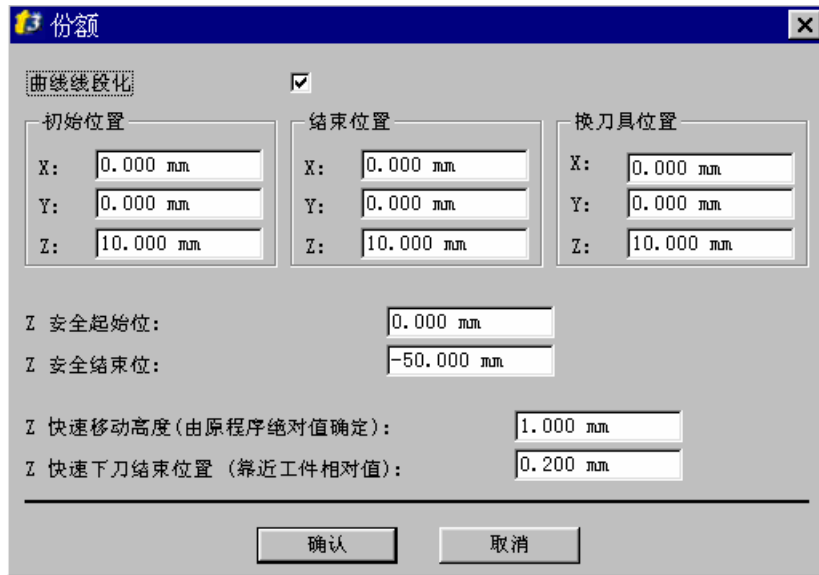 t3 份额
曲线线段化
初始位置 结束位置 换刀具位置
X: 0.000 mm X: 0.000 mm X: 0.000 mm
Y: 0.000 mm Y: 0.000 mm Y: 0.000 mm
Z: 10.000 mm Z: 10.000 mm Z: 10.000 mm
Z 安全起始位: 0.000 mm
Z 安全结束位: -50.000 mm
Z 快速移动高度(由原程序绝对值确定): 1.000 mm
Z 快速下刀结束位置 (靠近工件相对值): 0.200 mm
确认 取消